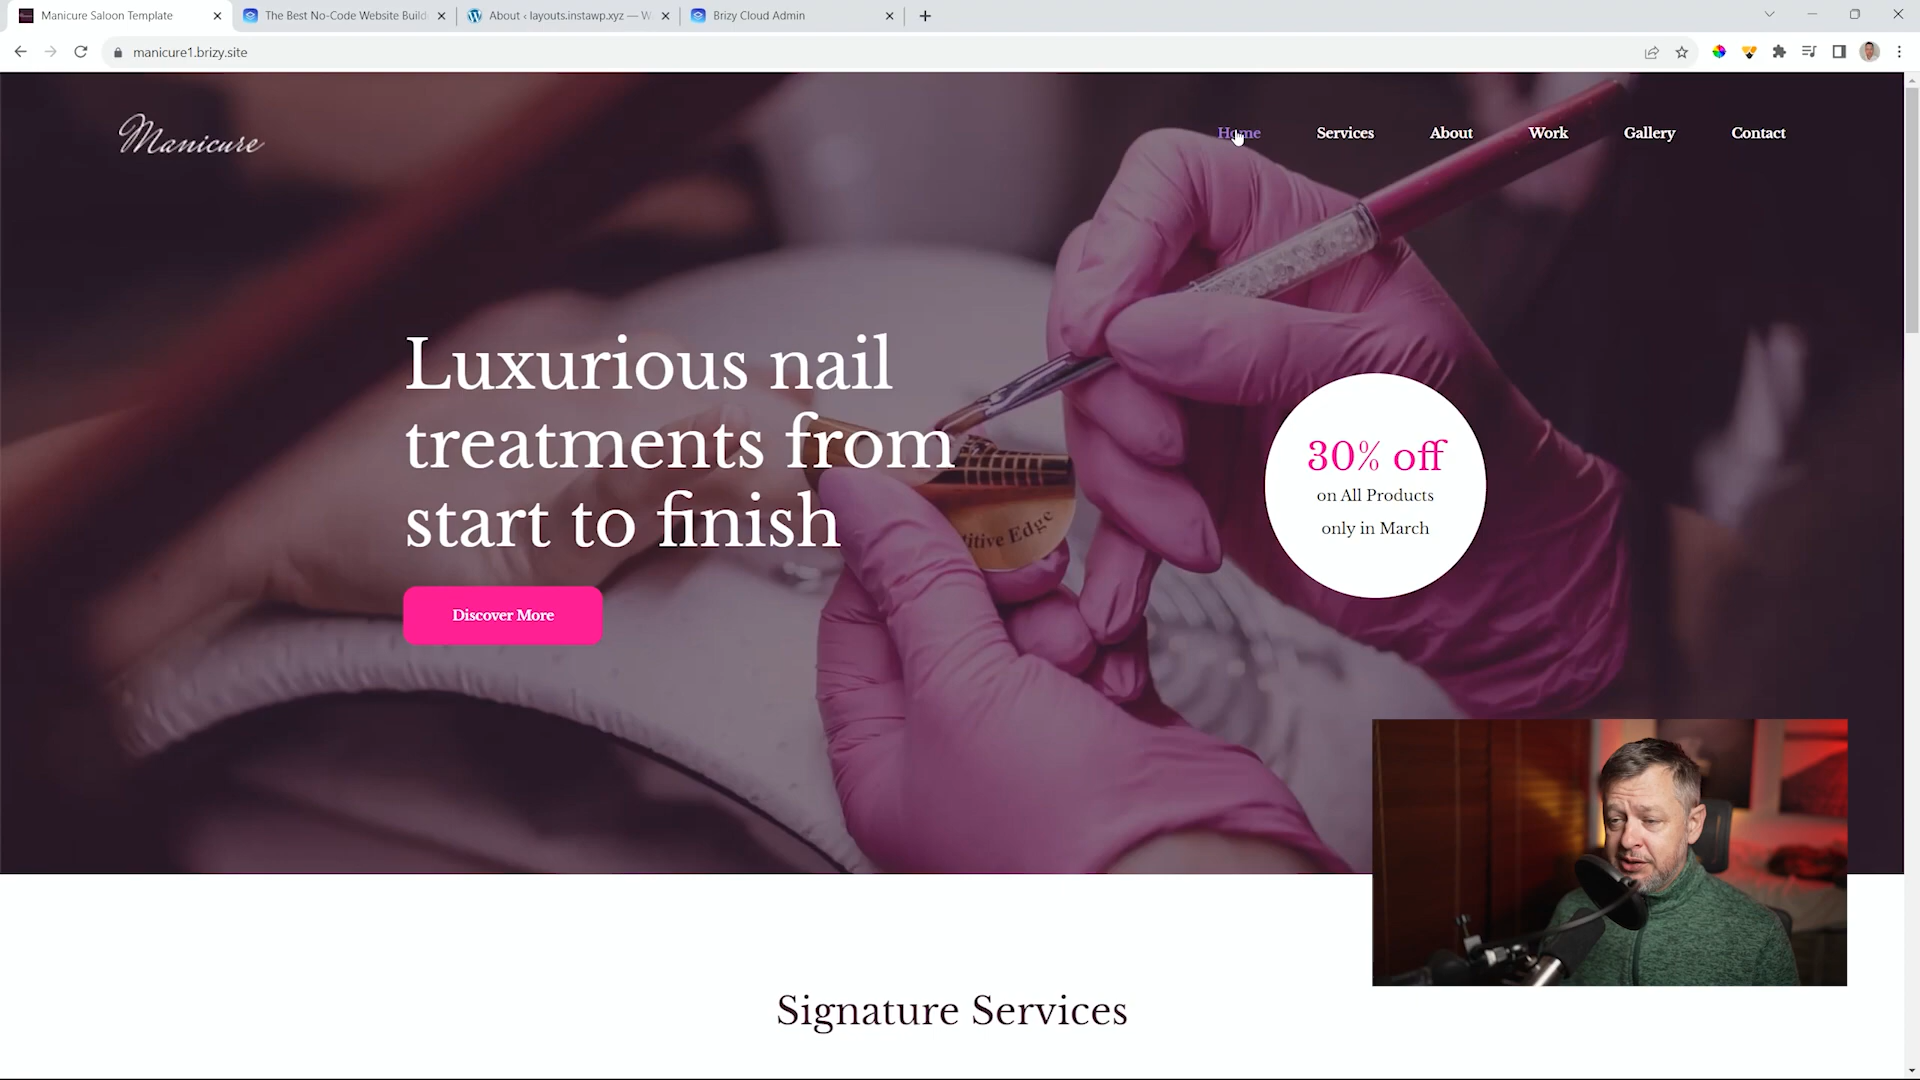 Manicure Saloon Template
The Best No-Code Website Build
About ‹ layouts.instawp.xyz — W
Brizy Cloud Admin
manicure1.brizy.site
Manicure
Home
Services
About
Work
Gallery
Contact
Luxurious nail
treatments from
start to finish
Discover More
30% off
on All Products
only in March
itive Edge
Signature Services